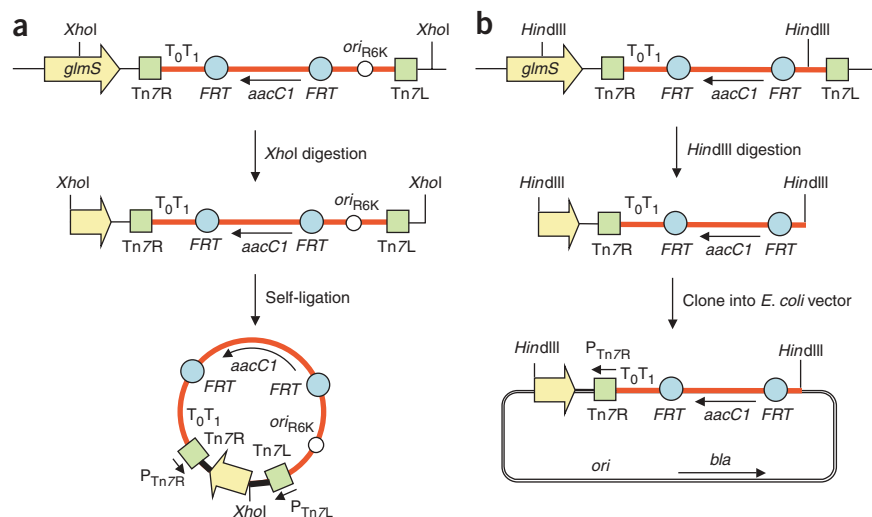 a
XhoI
T0T1
oriR6K
XhoI
glmS
Tn7R
FRT
aacC1
FRT
Tn7L
XhoI digestion
XhoI
T0T1
oriR6K
XhoI
Tn7R
FRT
aacC1
FRT
Tn7L
Self-ligation
aacC1
FRT
FRT
T0T1
Tn7R
Tn7L
oriR6K
PTn7R
XhoI
PTn7L
b
HindIII
HindIII
T0T1
glmS
Tn7R
FRT
aacC1
FRT
Tn7L
HindIII digestion
HindIII
HindIII
T0T1
Tn7R
FRT
aacC1
FRT
Clone into E. coli vector
HindIII
PTn7R
T0T1
HindIII
Tn7R
FRT
aacC1
FRT
ori
bla